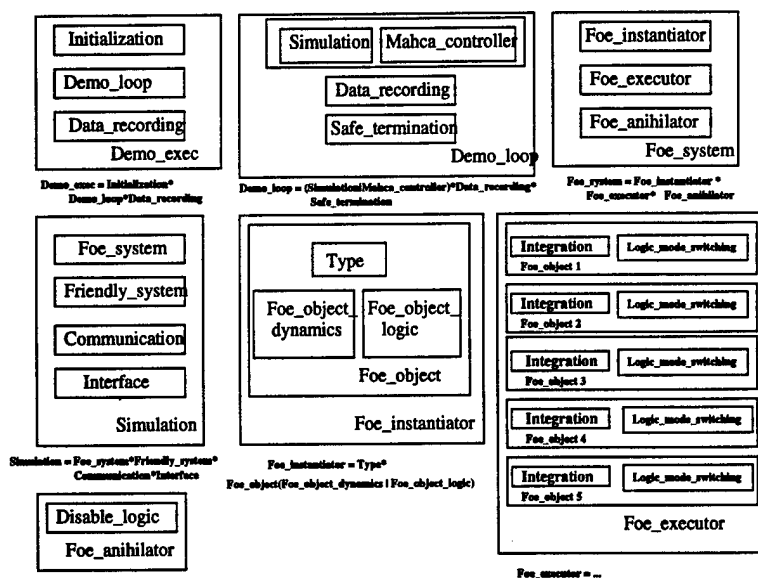 Initialization
Demo_loop
Data_recording
Demo_exec
Demo_exec = Initialization*
Demo_loop*Data_recording
Simulation
Mahca_controller
Data_recording
Safe_termination
Demo_loop
Demo_loop = (Simulation|Mahca_controller)*Data_recording*
Safe_termination
Foe_instantiator
Foe_executor
Foe_anihilator
Foe_system
Foe_system = Foe_instantiator *
Foe_executor* Foe_anihilator
Foe_system
Friendly_system
Communication
Interface
Simulation
Simulation = Foe_system*Friendly_system*
Communication*Interface
Type
Foe_object_
dynamics
Foe_object_
logic
Foe_object
Foe_instantiator
Foe_instantiator = Type*
Foe_object(Foe_object_dynamics | Foe_object_logic)
Integration
Logic_mode_switching
Foe_object 1
Integration
Logic_mode_switching
Foe_object 2
Integration
Logic_mode_switching
Foe_object 3
Integration
Logic_mode_switching
Foe_object 4
Integration
Logic_mode_switching
Foe_object 5
Foe_executor
Foe_executor = ...
Disable_logic
Foe_anihilator